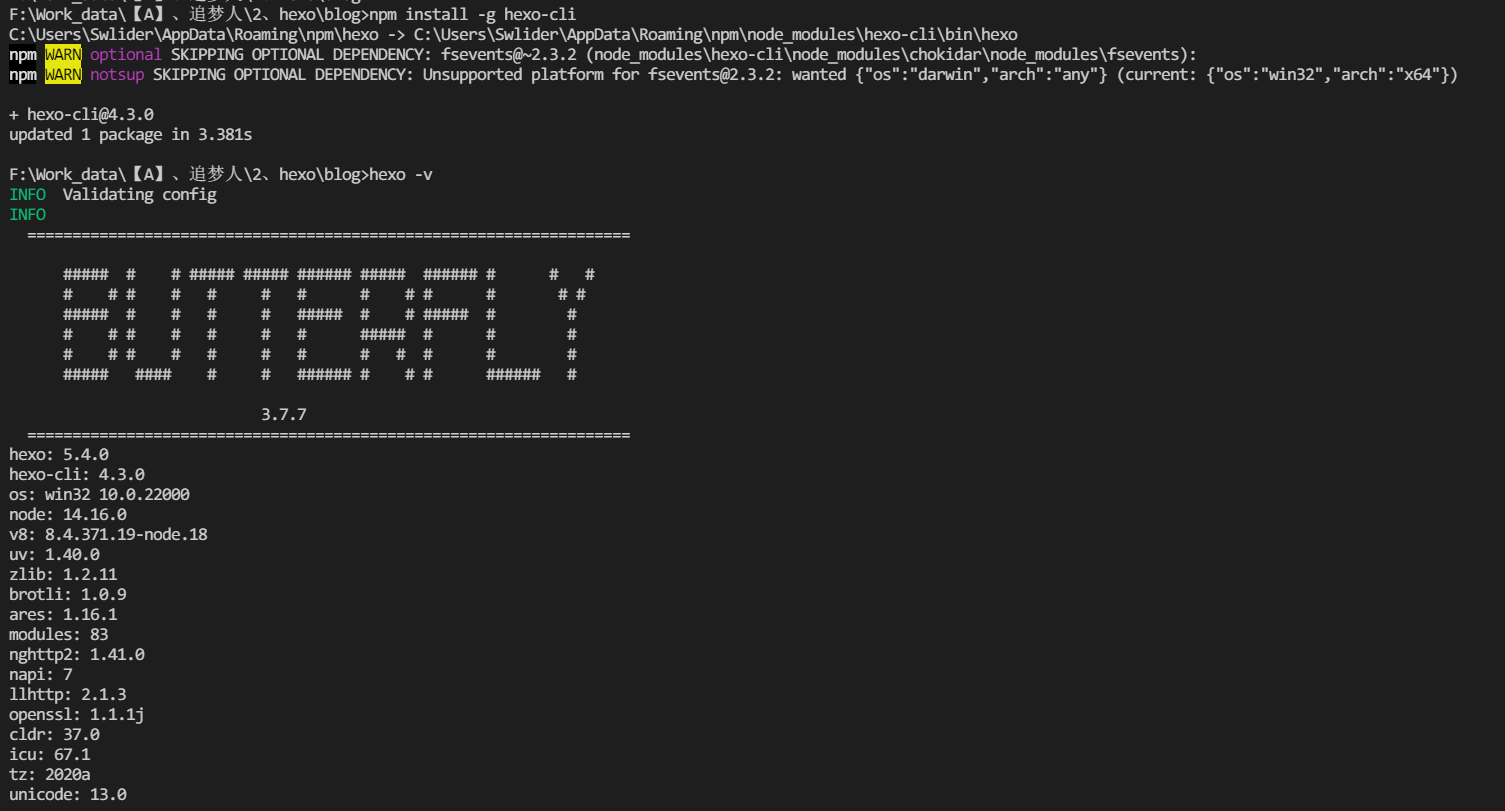 F:\Work_data\【A】、追梦人\2、hexo\blog>npm install -g hexo-cli
C:\Users\Swlider\AppData\Roaming\npm\hexo -> C:\Users\Swlider\AppData\Roaming\npm\node_modules\hexo-cli\bin\hexo
npm WARN optional SKIPPING OPTIONAL DEPENDENCY: fsevents@~2.3.2 (node_modules\hexo-cli\node_modules\chokidar\node_modules\fsevents):
npm WARN notsup SKIPPING OPTIONAL DEPENDENCY: Unsupported platform for fsevents@2.3.2: wanted {"os":"darwin","arch":"any"} (current: {"os":"win32","arch":"x64"})
+ hexo-cli@4.3.0
updated 1 package in 3.381s
F:\Work_data\【A】、追梦人\2、hexo\blog>hexo -v
INFO  Validating config
INFO
===================================================================
BUTTERFLY
3.7.7
===================================================================
hexo: 5.4.0
hexo-cli: 4.3.0
os: win32 10.0.22000
node: 14.16.0
v8: 8.4.371.19-node.18
uv: 1.40.0
zlib: 1.2.11
brotli: 1.0.9
ares: 1.16.1
modules: 83
nghttp2: 1.41.0
napi: 7
llhttp: 2.1.3
openssl: 1.1.1j
cldr: 37.0
icu: 67.1
tz: 2020a
unicode: 13.0